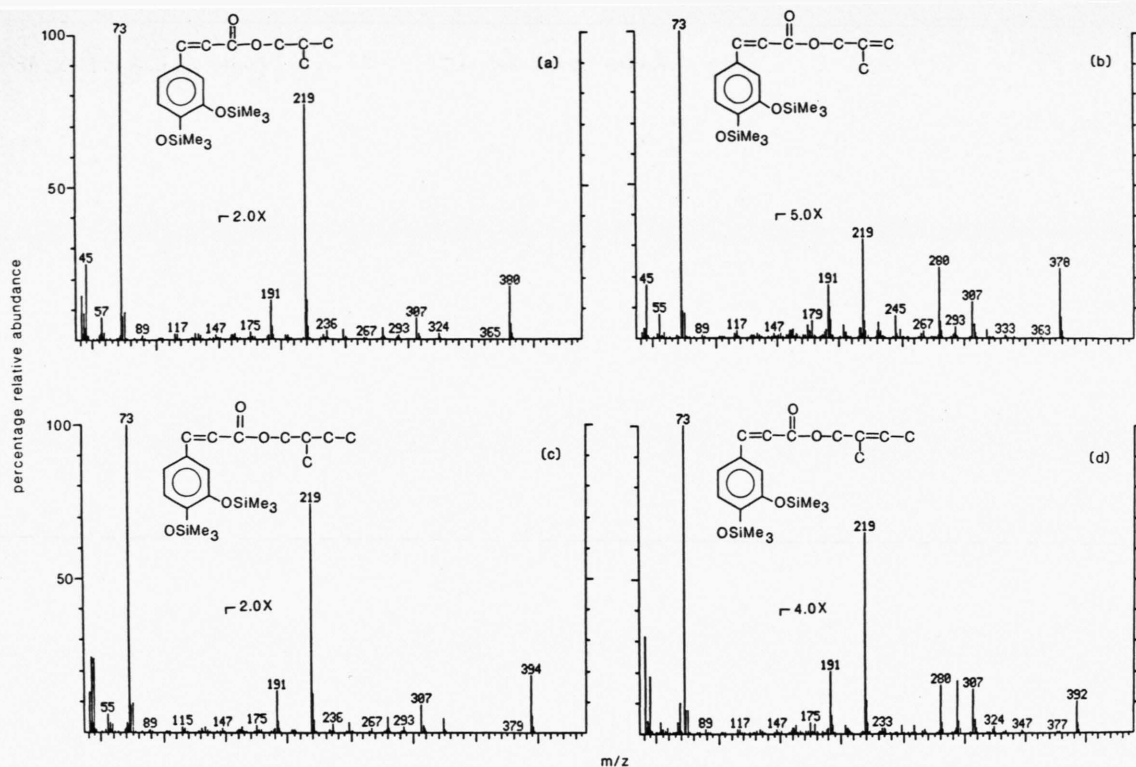 percentage relative abundance
100
50
73
O
C
O
C
C
C
C
(a)
OSiMe3
OSiMe3
219
2.0X
45
57
89
117
147
175
191
236
267
293
307
324
365
380
73
O
C
O
C
C
C
C
(b)
OSiMe3
OSiMe3
5.0X
219
45
55
89
117
147
179
191
245
267
280
293
307
333
363
378
100
50
73
O
C
O
C
C
C
C
C
(c)
OSiMe3
OSiMe3
219
2.0X
55
89
115
147
175
191
236
267
293
307
379
394
73
O
C
O
C
C
C
C
C
(d)
OSiMe3
OSiMe3
219
4.0X
89
117
147
175
191
233
280
307
324
347
377
392
m/z